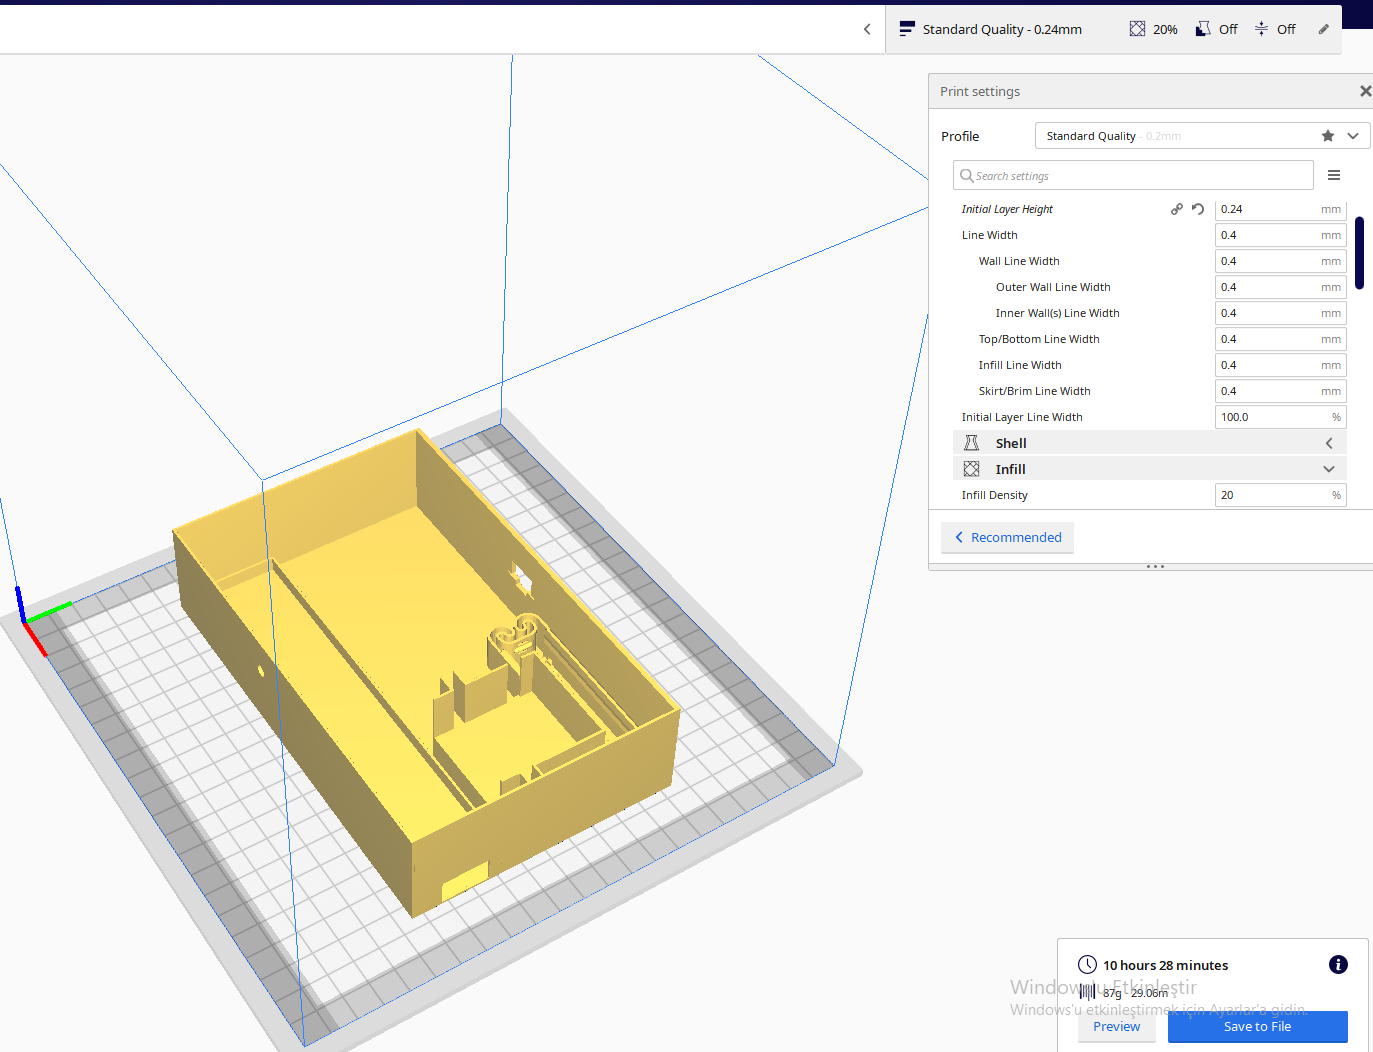 Standard Quality - 0.24mm 20% Off Off
Print settings
Profile Standard Quality - 0.2mm
Search settings
Initial Layer Height 0.24 mm
Line Width 0.4 mm
Wall Line Width 0.4 mm
Outer Wall Line Width 0.4 mm
Inner Wall(s) Line Width 0.4 mm
Top/Bottom Line Width 0.4 mm
Infill Line Width 0.4 mm
Skirt/Brim Line Width 0.4 mm
Initial Layer Line Width 100.0 %
Shell
Infill
Infill Density 20 %
Recommended
10 hours 28 minutes
Windows'u Etkinleştir
87g · 29.06m
Windows'u etkinleştirmek için Ayarlar'a gidin.
Preview Save to File